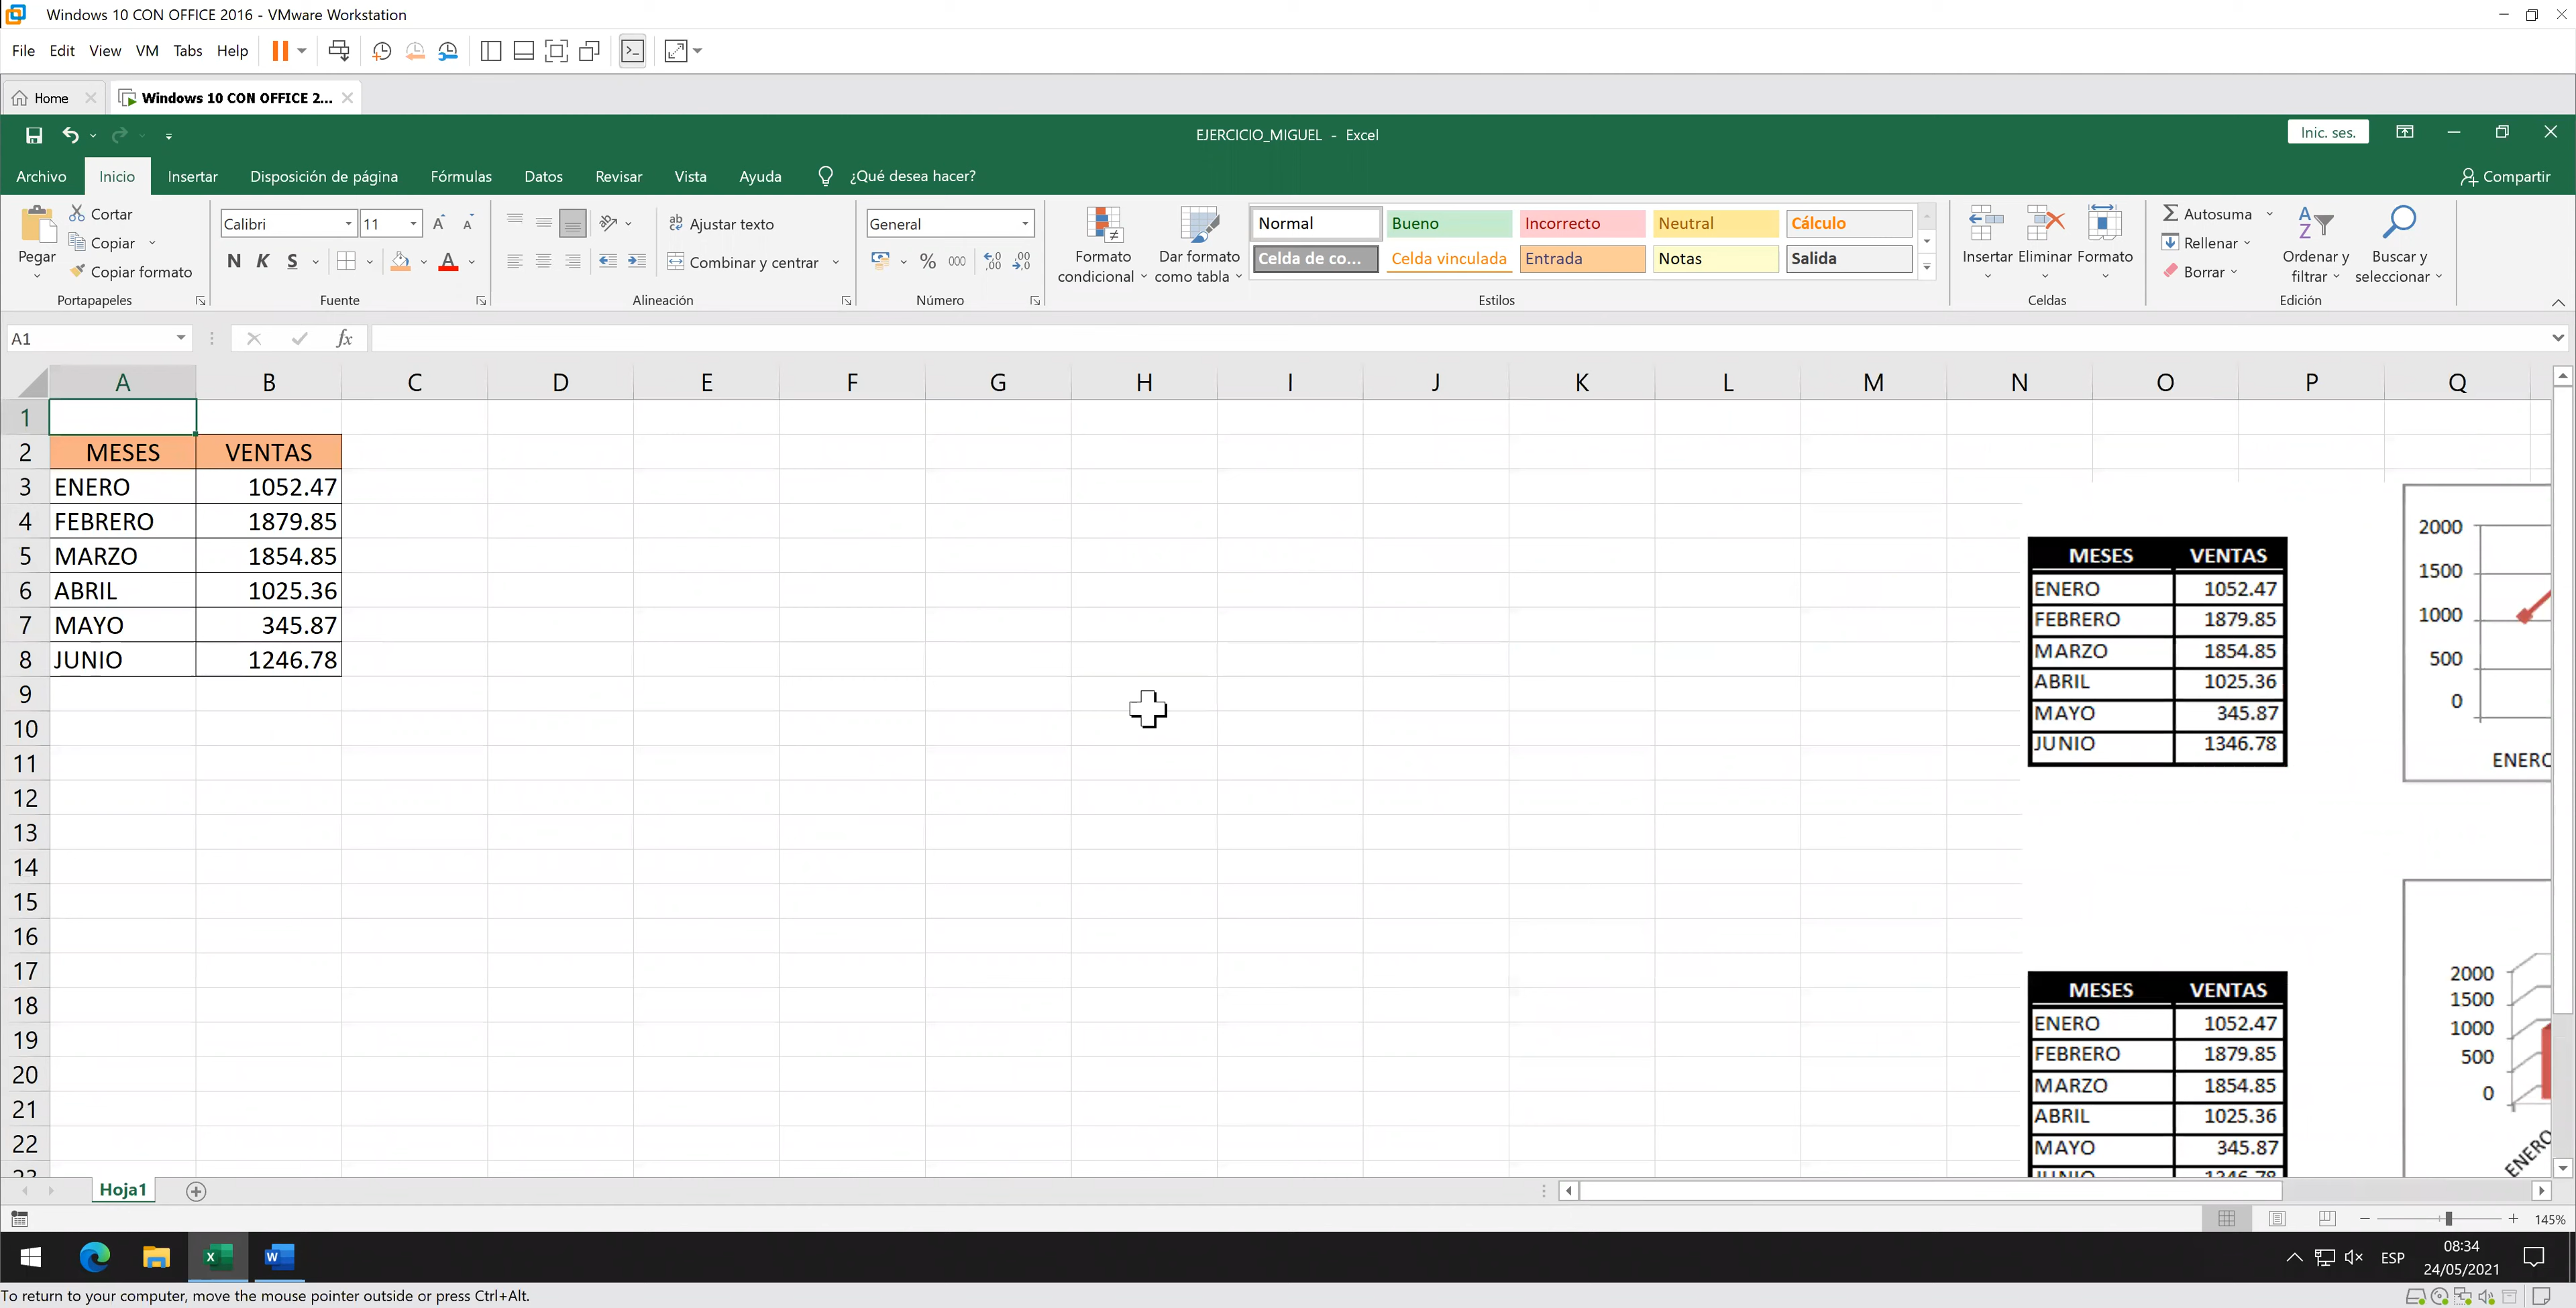 Windows 10 CON OFFICE 2016 - VMware Workstation
File Edit View VM Tabs Help
Home Windows 10 CON OFFICE 2...
EJERCICIO_MIGUEL - Excel Inic. ses.
Archivo Inicio Insertar Disposición de página Fórmulas Datos Revisar Vista Ayuda ¿Qué desea hacer? Compartir
Pegar
Cortar
Copiar
Copiar formato
Portapapeles
Calibri 11
N K S
Fuente
Ajustar texto
Combinar y centrar
Alineación
General
% 000
Número
Formato condicional
Dar formato como tabla
Normal Bueno Incorrecto Neutral Cálculo
Celda de co... Celda vinculada Entrada Notas Salida
Estilos
Insertar Eliminar Formato
Celdas
Autosuma
Rellenar
Borrar
Ordenar y filtrar
Buscar y seleccionar
Edición
A1 fx
A B C D E F G H I J K L M N O P Q
1
2 MESES VENTAS
3 ENERO 1052.47
4 FEBRERO 1879.85
5 MARZO 1854.85
6 ABRIL 1025.36
7 MAYO 345.87
8 JUNIO 1246.78
9
10
11
12
13
14
15
16
17
18
19
20
21
22
MESES VENTAS
ENERO 1052.47
FEBRERO 1879.85
MARZO 1854.85
ABRIL 1025.36
MAYO 345.87
JUNIO 1346.78
2000
1500
1000
500
0
MESES VENTAS
ENERO 1052.47
FEBRERO 1879.85
MARZO 1854.85
ABRIL 1025.36
MAYO 345.87
2000
1500
1000
500
0
ENERO
Hoja1
145%
ESP
08:34
24/05/2021
To return to your computer, move the mouse pointer outside or press Ctrl+Alt.